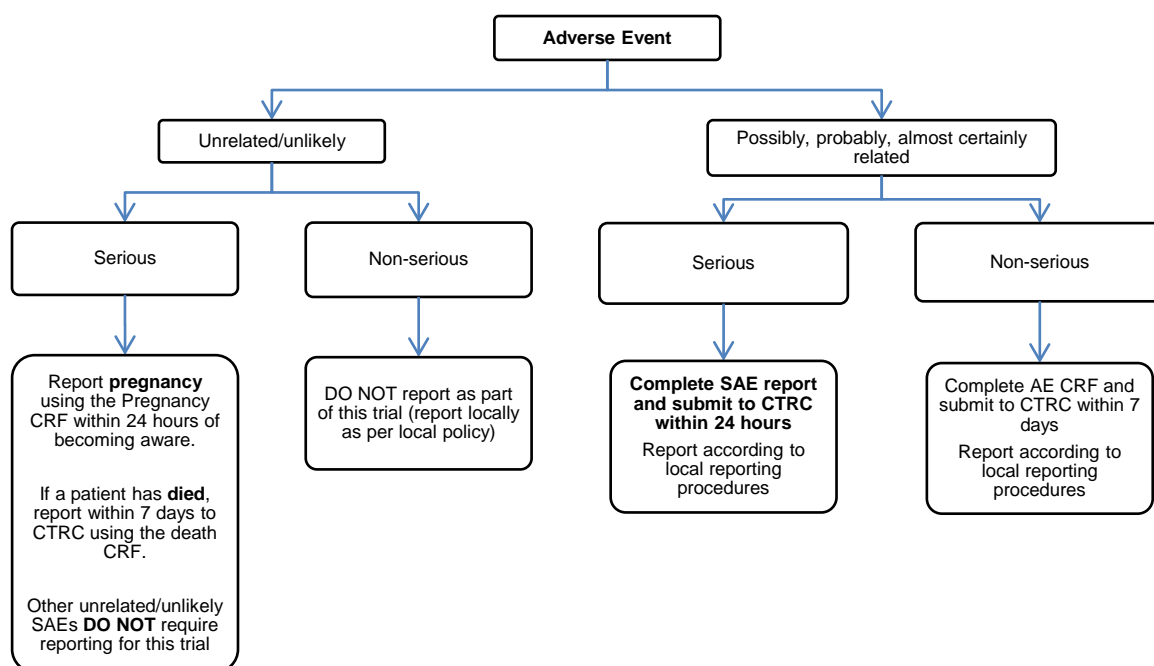 Adverse Event
Unrelated/unlikely
Possibly, probably, almost certainly
related
Serious
Non-serious
Serious
Non-serious
Report pregnancy
using the Pregnancy
CRF within 24 hours of
becoming aware.
If a patient has died,
report within 7 days to
CTRC using the death
CRF.
Other unrelated/unlikely
SAEs DO NOT require
reporting for this trial
DO NOT report as part
of this trial (report locally
as per local policy)
Complete SAE report
and submit to CTRC
within 24 hours
Report according to
local reporting
procedures
Complete AE CRF and
submit to CTRC within 7
days
Report according to
local reporting
procedures